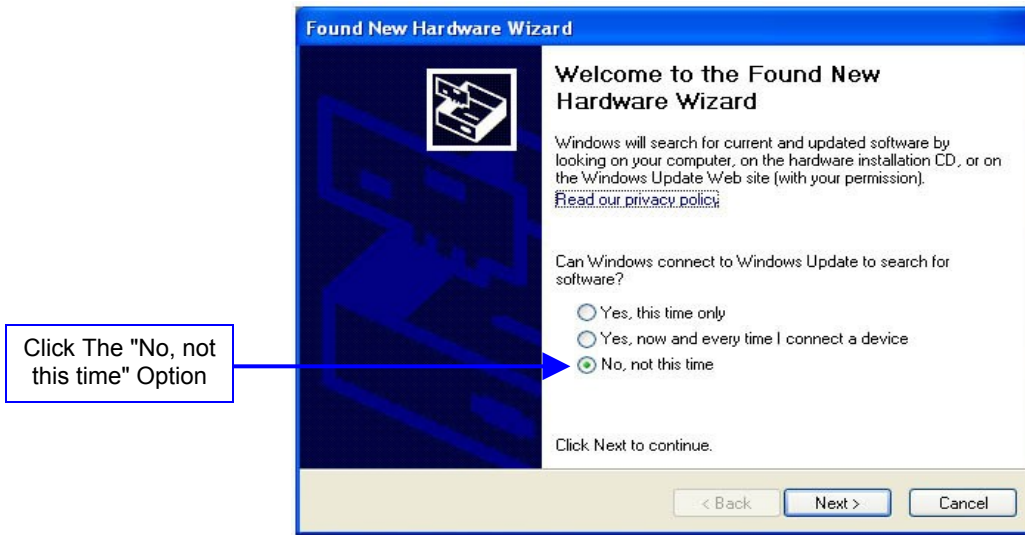 Found New Hardware Wizard
Welcome to the Found New
Hardware Wizard
Windows will search for current and updated software by
looking on your computer, on the hardware installation CD, or on
the Windows Update Web site (with your permission).
Read our privacy policy
Can Windows connect to Windows Update to search for
software?
Yes, this time only
Yes, now and every time I connect a device
No, not this time
Click The "No, not
this time" Option
Click Next to continue.
< Back
Next >
Cancel